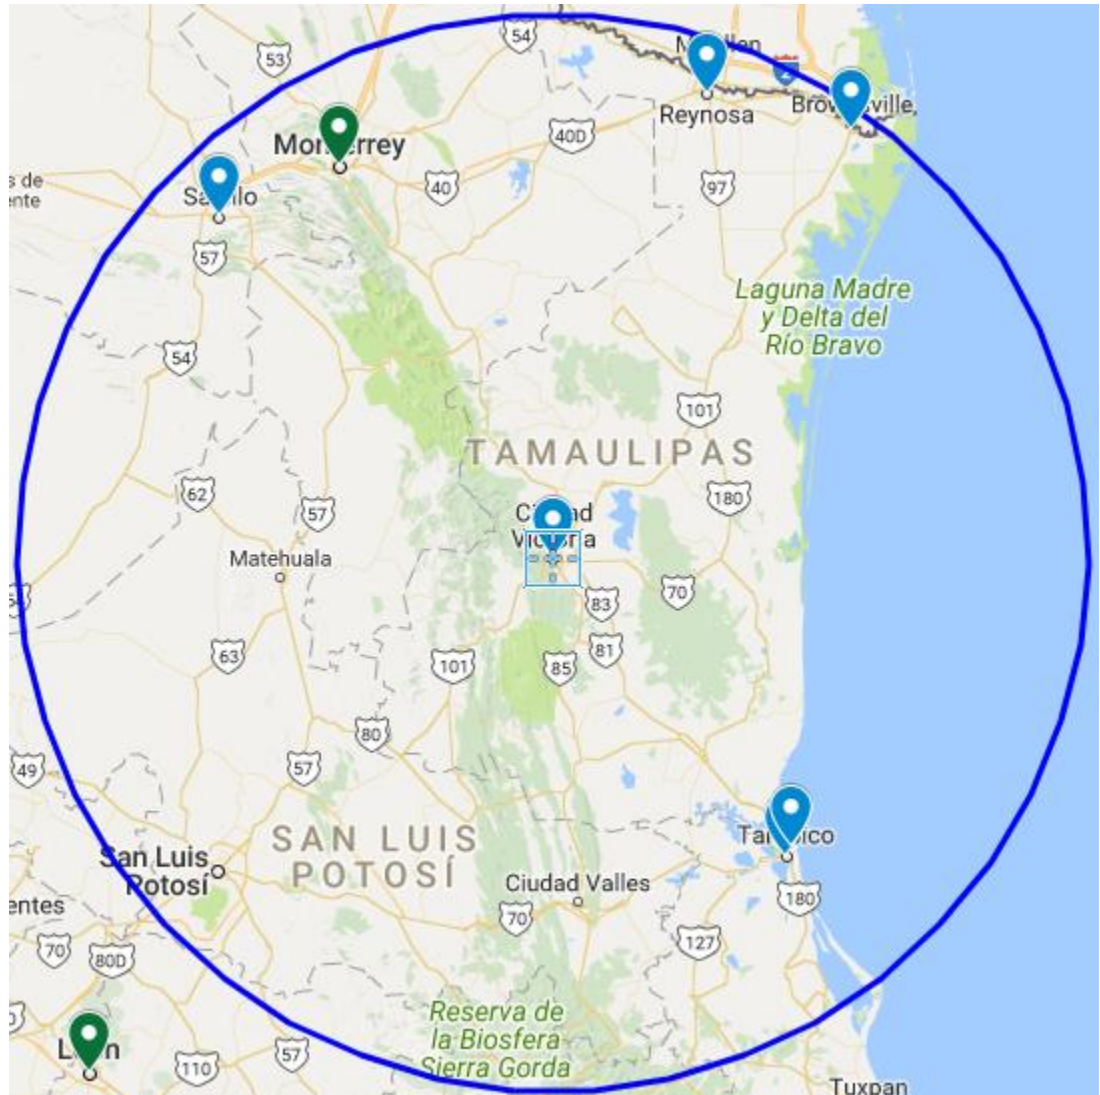 54
53
Reynosa
Monterrey
40D
s de
ente
40
97
57
Laguna Madre
y Delta del
Río Bravo
54
101
TAMAULIPAS
62
180
57
Ciudad
Victoria
Matehuala
70
83
81
63
101
85
80
57
49
SAN LUIS
POTOSÍ
Tampico
San Luis
Potosí
Ciudad Valles
entes
180
70
127
70
80D
Reserva de
la Biosfera
Sierra Gorda
León
57
110
Tuxpan